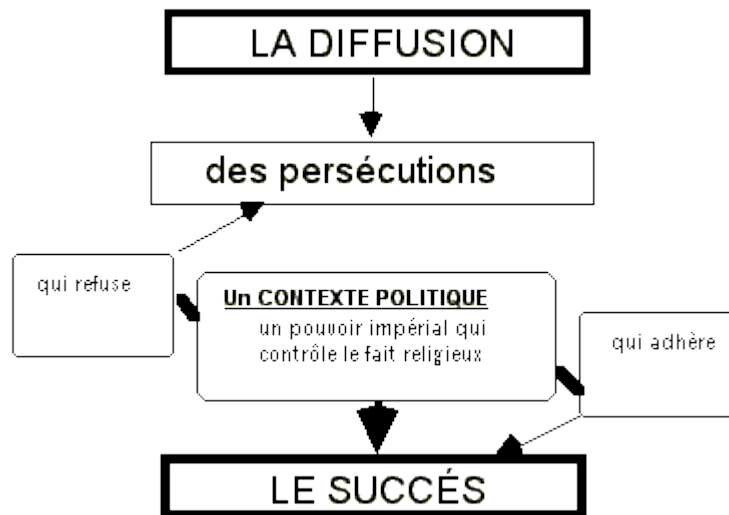 LA DIFFUSION
des persécutions
qui refuse
Un CONTEXTE POLITIQUE
un pouvoir impérial qui
contrôle le fait religieux
qui adhère
LE SUCCÉS